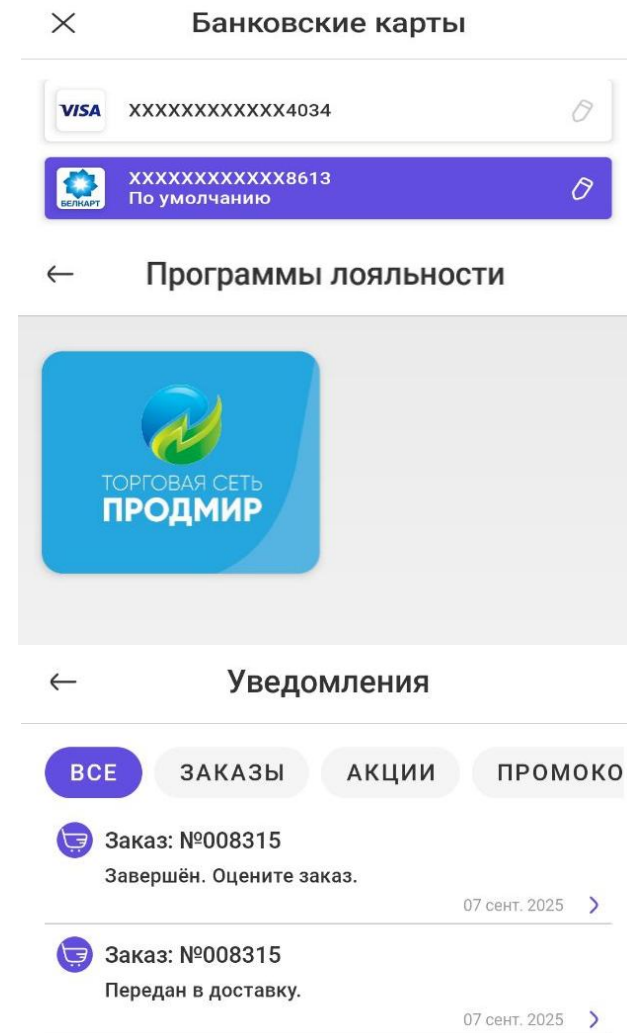 Банковские карты
VISA
XXXXXXXXXXXX4034
БЕЛКАРТ
XXXXXXXXXXXX8613
По умолчанию
Программы лояльности
ТОРГОВАЯ СЕТЬ
ПРОДМИР
Уведомления
ВСЕ ЗАКАЗЫ АКЦИИ ПРОМОКО
Заказ: №008315
Завершён. Оцените заказ.
07 сент. 2025
Заказ: №008315
Передан в доставку.
07 сент. 2025